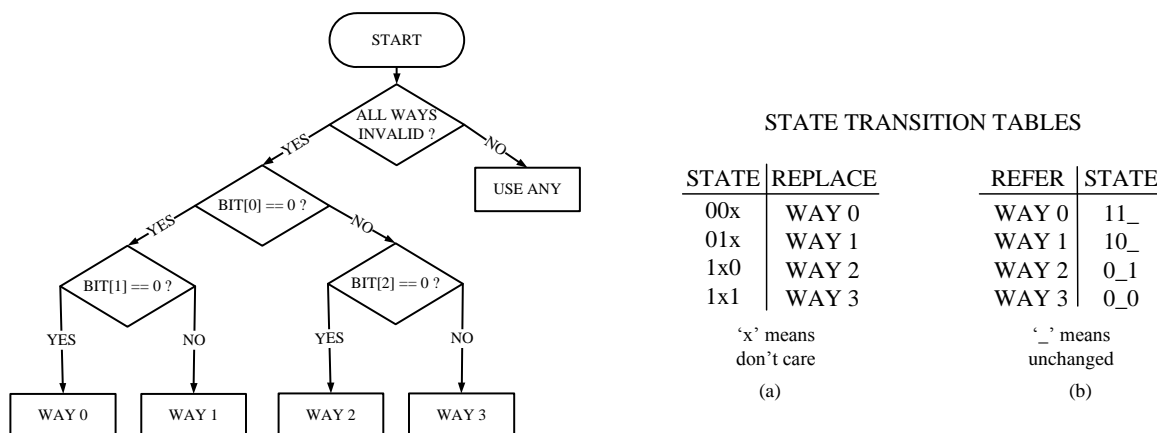 START
ALL WAYS
INVALID ?
YES
NO
USE ANY
BIT[0] == 0 ?
YES
NO
BIT[1] == 0 ?
BIT[2] == 0 ?
YES
NO
YES
NO
WAY 0
WAY 1
WAY 2
WAY 3
STATE TRANSITION TABLES
STATE REPLACE
00x WAY 0
01x WAY 1
1x0 WAY 2
1x1 WAY 3
‘x’ means
don’t care
(a)
REFER STATE
WAY 0 11_
WAY 1 10_
WAY 2 0_1
WAY 3 0_0
‘_’ means
unchanged
(b)